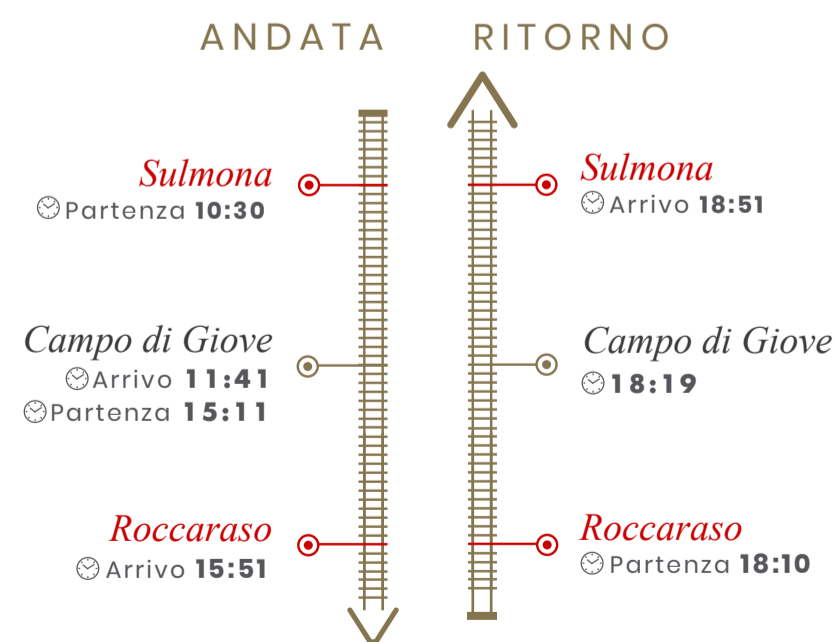 ANDATA
Sulmona
Partenza 10:30
Campo di Giove
Arrivo 11:41
Partenza 15:11
Roccaraso
Arrivo 15:51
RITORNO
Sulmona
Arrivo 18:51
Campo di Giove
18:19
Roccaraso
Partenza 18:10